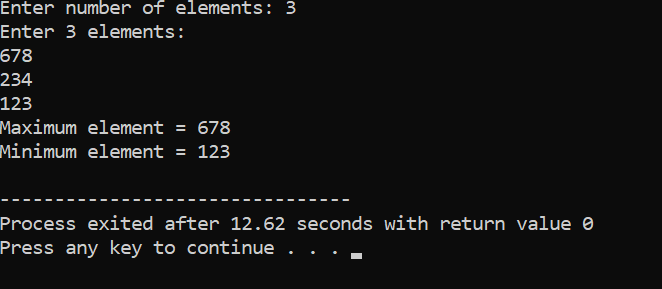 Enter number of elements: 3
Enter 3 elements:
678
234
123
Maximum element = 678
Minimum element = 123
--------------------------------
Process exited after 12.62 seconds with return value 0
Press any key to continue . . .